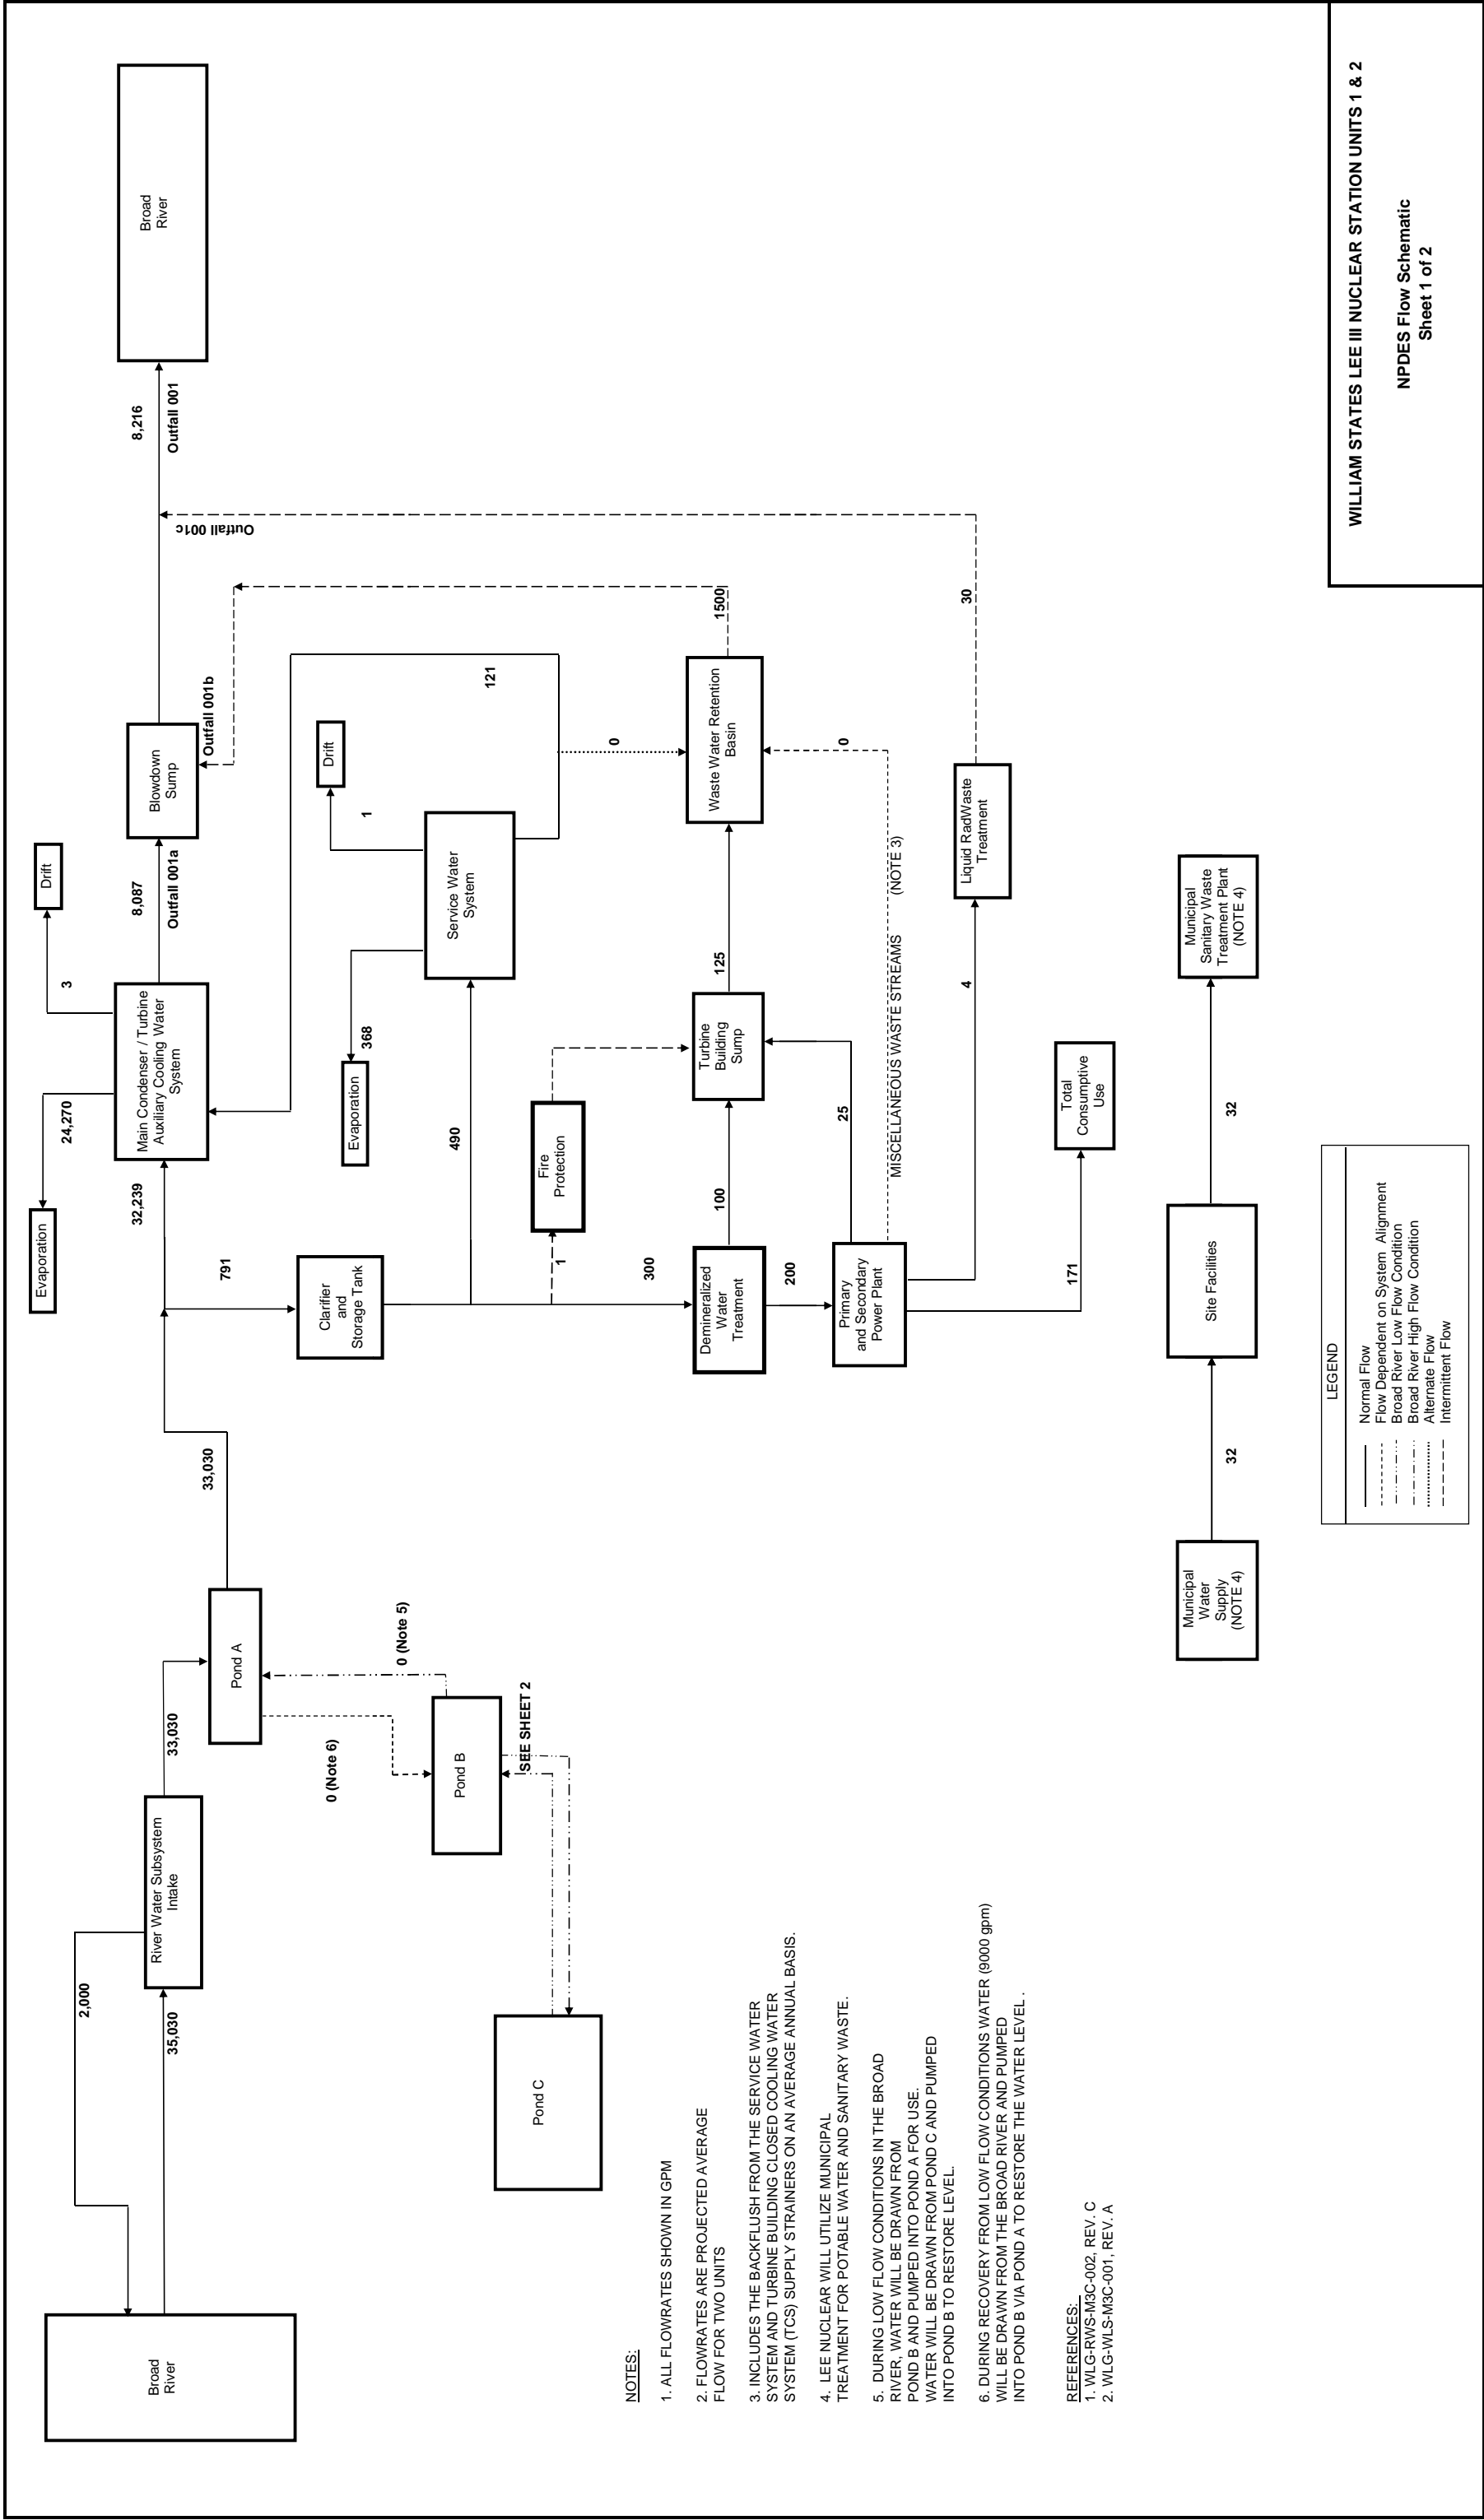 Broad
River
2,000
35,030
River Water Subsystem
Intake
33,030
Pond A
33,030
0 (Note 6)
0 (Note 5)
Pond B
SEE SHEET 2
Pond C
Evaporation
24,270
32,239
Main Condenser / Turbine
Auxiliary Cooling Water
System
3
Drift
8,087
Outfall 001a
Blowdown
Sump
Outfall 001b
Outfall 001c
8,216
Outfall 001
Broad
River
791
Clarifier
and
Storage Tank
Evaporation
368
490
Service Water
System
1
Drift
121
0
1
Fire
Protection
300
Demineralized
Water
Treatment
100
Turbine
Building
Sump
125
Waste Water Retention
Basin
1500
200
Primary
and Secondary
Power Plant
25
MISCELLANEOUS WASTE STREAMS (NOTE 3)
0
4
Liquid RadWaste
Treatment
30
171
Total
Consumptive
Use
Municipal
Water
Supply
(NOTE 4)
32
Site Facilities
32
Municipal
Sanitary Waste
Treatment Plant
(NOTE 4)
NOTES:
1. ALL FLOWRATES SHOWN IN GPM
2. FLOWRATES ARE PROJECTED AVERAGE
FLOW FOR TWO UNITS
3. INCLUDES THE BACKFLUSH FROM THE SERVICE WATER
SYSTEM AND TURBINE BUILDING CLOSED COOLING WATER
SYSTEM (TCS) SUPPLY STRAINERS ON AN AVERAGE ANNUAL BASIS.
4. LEE NUCLEAR WILL UTILIZE MUNICIPAL
TREATMENT FOR POTABLE WATER AND SANITARY WASTE.
5. DURING LOW FLOW CONDITIONS IN THE BROAD
RIVER, WATER WILL BE DRAWN FROM
POND B AND PUMPED INTO POND A FOR USE.
WATER WILL BE DRAWN FROM POND C AND PUMPED
INTO POND B TO RESTORE LEVEL.
6. DURING RECOVERY FROM LOW FLOW CONDITIONS WATER (9000 gpm)
WILL BE DRAWN FROM THE BROAD RIVER AND PUMPED
INTO POND B VIA POND A TO RESTORE THE WATER LEVEL .
REFERENCES:
1. WLG-RWS-M3C-002, REV. C
2. WLG-WLS-M3C-001, REV. A
LEGEND
Normal Flow
Flow Dependent on System Alignment
Broad River Low Flow Condition
Broad River High Flow Condition
Alternate Flow
Intermittent Flow
WILLIAM STATES LEE III NUCLEAR STATION UNITS 1 & 2
NPDES Flow Schematic
Sheet 1 of 2